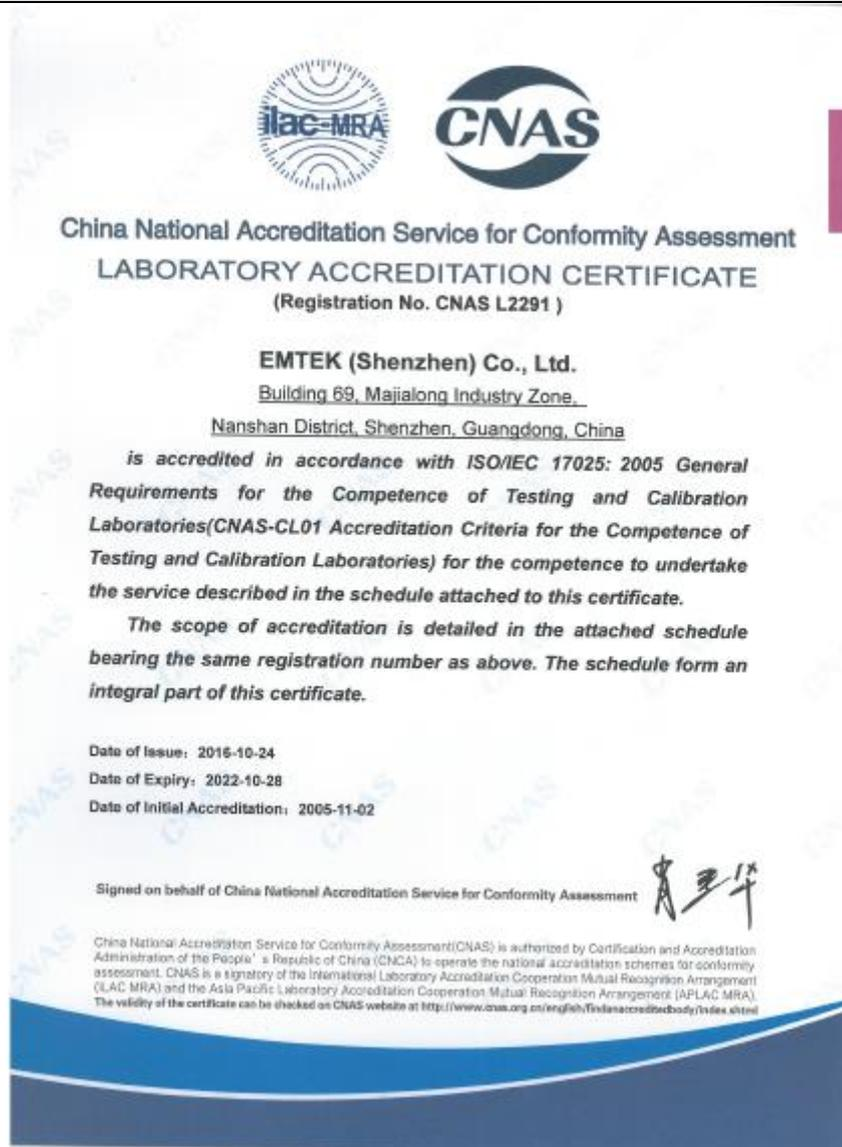 ilac-MRA
CNAS
China National Accreditation Service for Conformity Assessment
LABORATORY ACCREDITATION CERTIFICATE
(Registration No. CNAS L2291 )
EMTEK (Shenzhen) Co., Ltd.
Building 69, Majialong Industry Zone,
Nanshan District, Shenzhen, Guangdong, China
is accredited in accordance with ISO/IEC 17025: 2005 General
Requirements for the Competence of Testing and Calibration
Laboratories(CNAS-CL01 Accreditation Criteria for the Competence of
Testing and Calibration Laboratories) for the competence to undertake
the service described in the schedule attached to this certificate.
The scope of accreditation is detailed in the attached schedule
bearing the same registration number as above. The schedule form an
integral part of this certificate.
Date of Issue: 2016-10-24
Date of Expiry: 2022-10-28
Date of Initial Accreditation: 2005-11-02
Signed on behalf of China National Accreditation Service for Conformity Assessment
China National Accreditation Service for Conformity Assessment(CNAS) is authorized by Certification and Accreditation
Administration of the People' s Republic of China (CNCA) to operate the national accreditation schemes for conformity
assessment. CNAS is a signatory of the International Laboratory Accreditation Cooperation Mutual Recognition Arrangement
(ILAC MRA) and the Asia Pacific Laboratory Accreditation Cooperation Mutual Recognition Arrangement (APLAC MRA).
The validity of the certificate can be checked on CNAS website at http://www.cnas.org.cn/english/findanaccreditedbody/index.shtml